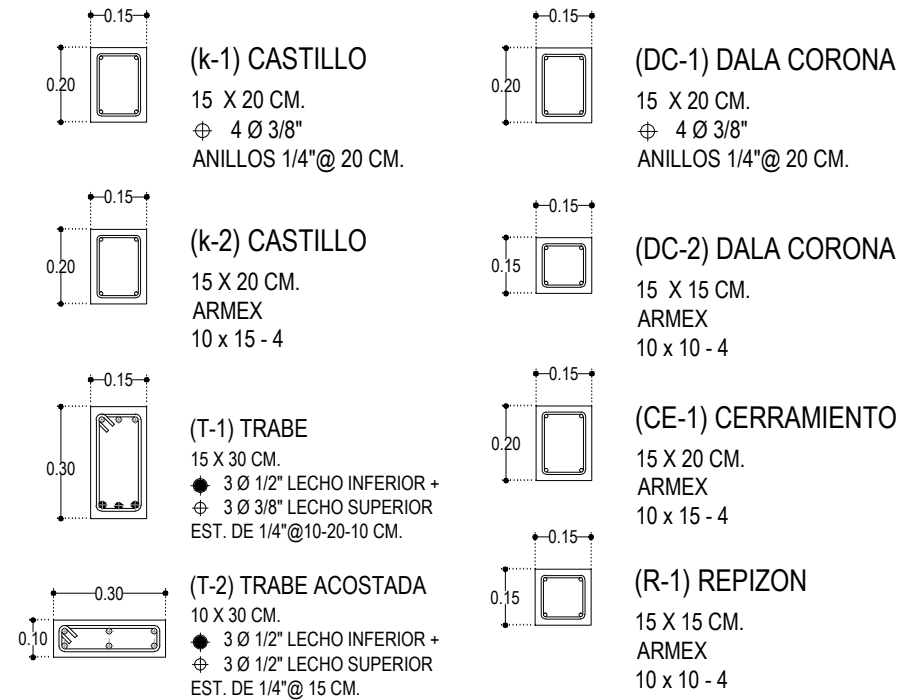 0.15
0.20
(k-1) CASTILLO
15 X 20 CM.
4 Ø 3/8"
ANILLOS 1/4"@ 20 CM.
0.15
0.20
(k-2) CASTILLO
15 X 20 CM.
ARMEX
10 x 15 - 4
0.15
0.30
(T-1) TRABE
15 X 30 CM.
3 Ø 1/2" LECHO INFERIOR +
3 Ø 3/8" LECHO SUPERIOR
EST. DE 1/4"@10-20-10 CM.
0.30
0.10
(T-2) TRABE ACOSTADA
10 X 30 CM.
3 Ø 1/2" LECHO INFERIOR +
3 Ø 1/2" LECHO SUPERIOR
EST. DE 1/4"@ 15 CM.
0.15
0.20
(DC-1) DALA CORONA
15 X 20 CM.
4 Ø 3/8"
ANILLOS 1/4"@ 20 CM.
0.15
0.15
(DC-2) DALA CORONA
15 X 15 CM.
ARMEX
10 x 10 - 4
0.15
0.20
(CE-1) CERRAMIENTO
15 X 20 CM.
ARMEX
10 x 15 - 4
0.15
0.15
(R-1) REPIZON
15 X 15 CM.
ARMEX
10 x 10 - 4